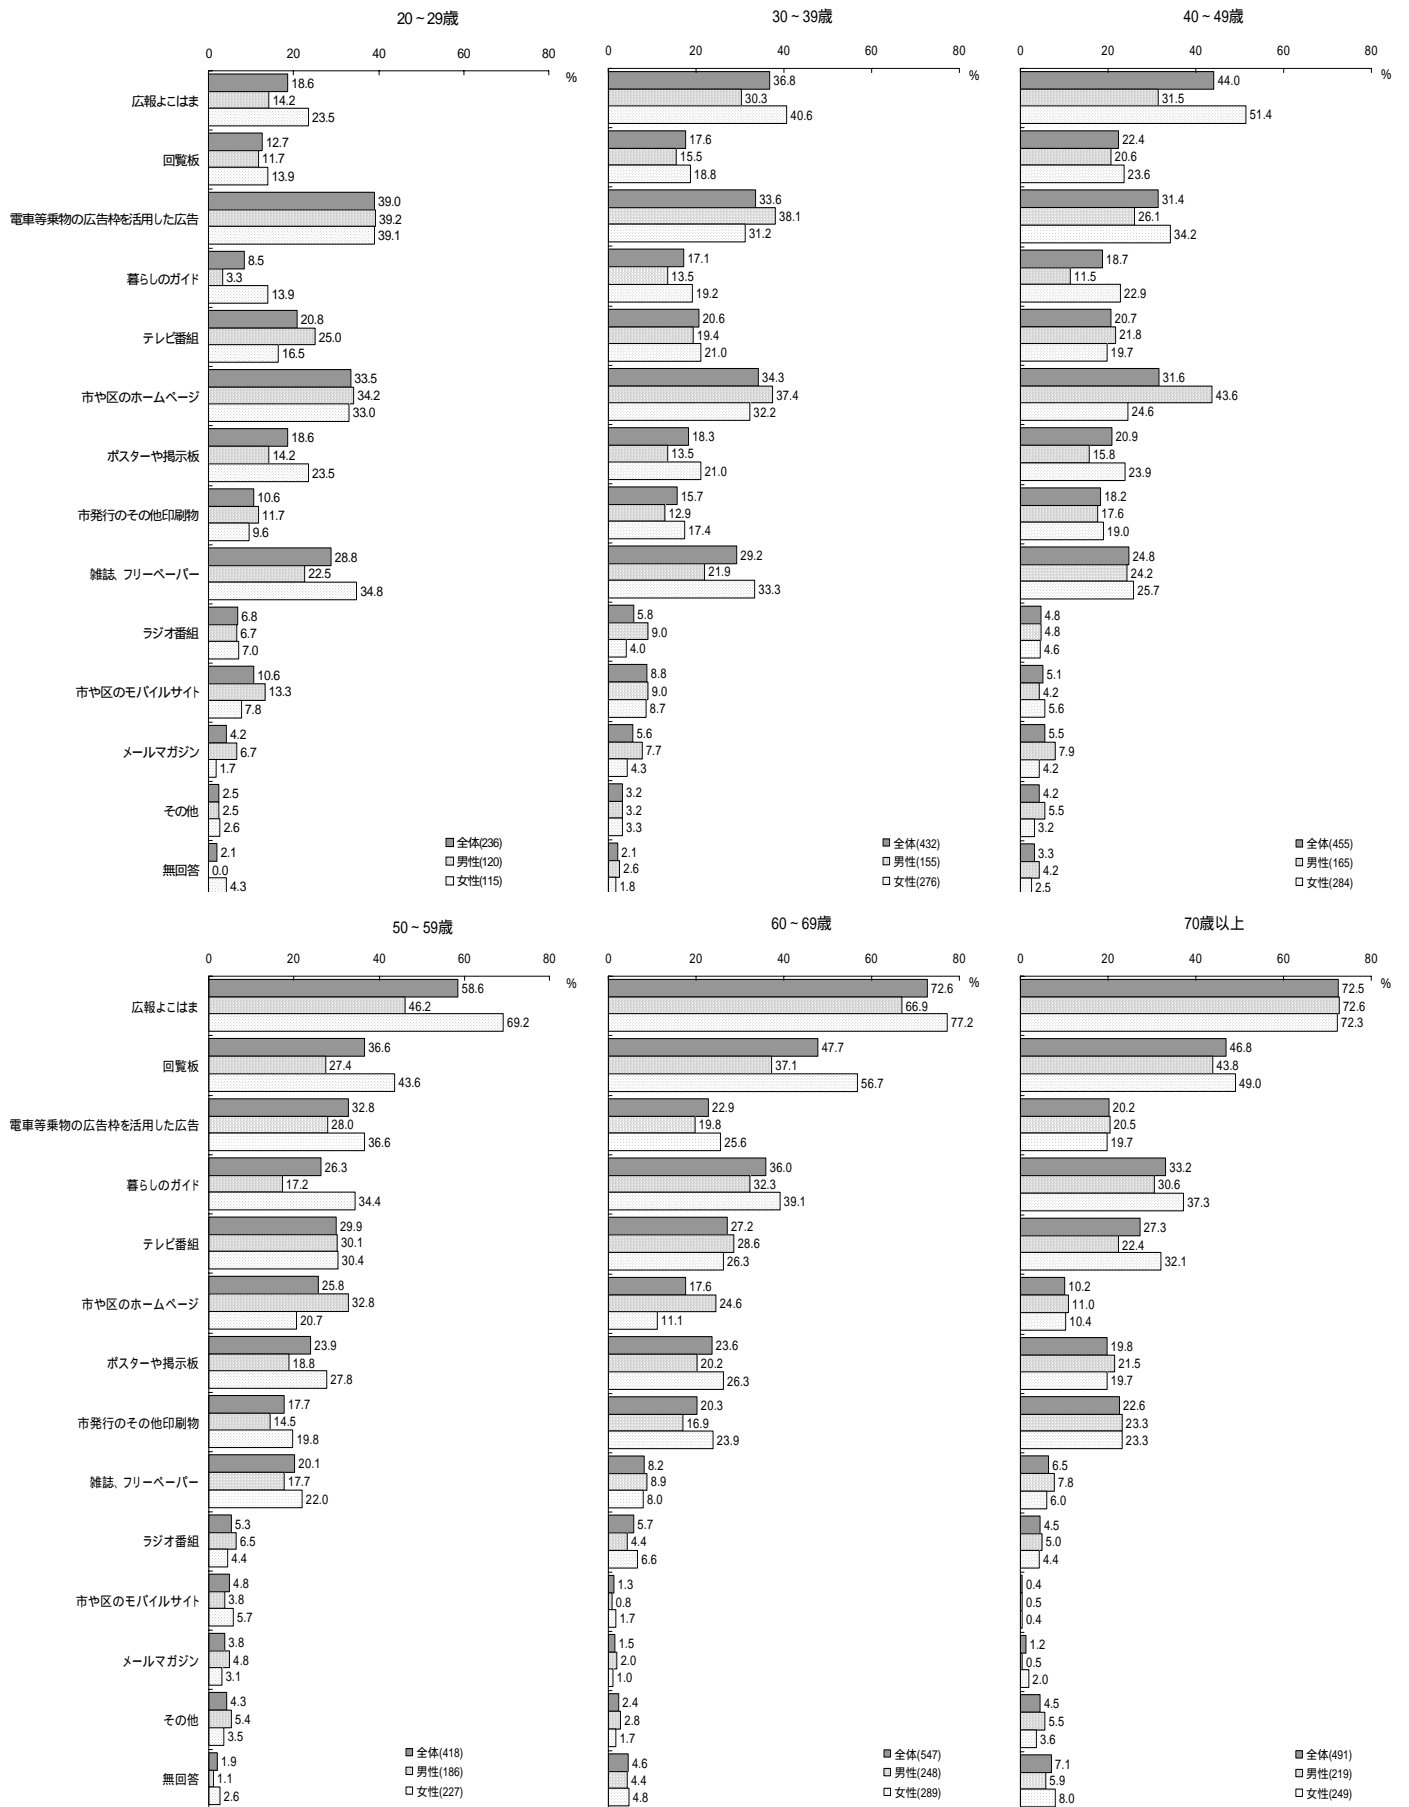 20～29歳
0 20 40 60 80
%
広報よこはま 18.6 14.2 23.5
回覧板 12.7 11.7 13.9
電車等乗物の広告枠を活用した広告 39.0 39.2 39.1
暮らしのガイド 8.5 3.3 13.9
テレビ番組 20.8 25.0 16.5
市や区のホームページ 33.5 34.2 33.0
ポスターや掲示板 18.6 14.2 23.5
市発行のその他印刷物 10.6 11.7 9.6
雑誌、フリーペーパー 28.8 22.5 34.8
ラジオ番組 6.8 6.7 7.0
市や区のモバイルサイト 10.6 13.3 7.8
メールマガジン 4.2 6.7 1.7
その他 2.5 2.5 2.6
無回答 2.1 0.0 4.3
全体(236)
男性(120)
女性(115)
30～39歳
0 20 40 60 80
%
36.8 30.3 40.6
17.6 15.5 18.8
33.6 38.1 31.2
17.1 13.5 19.2
20.6 19.4 21.0
34.3 37.4 32.2
18.3 13.5 21.0
15.7 12.9 17.4
29.2 21.9 33.3
5.8 9.0 4.0
8.8 9.0 8.7
5.6 7.7 4.3
3.2 3.2 3.3
2.1 2.6 1.8
全体(432)
男性(155)
女性(276)
40～49歳
0 20 40 60 80
%
44.0 31.5 51.4
22.4 20.6 23.6
31.4 26.1 34.2
18.7 11.5 22.9
20.7 21.8 19.7
31.6 43.6 24.6
20.9 15.8 23.9
18.2 17.6 19.0
24.8 24.2 25.7
4.8 4.8 4.6
5.1 4.2 5.6
5.5 7.9 4.2
4.2 5.5 3.2
3.3 4.2 2.5
全体(455)
男性(165)
女性(284)
50～59歳
0 20 40 60 80
%
広報よこはま 58.6 46.2 69.2
回覧板 36.6 27.4 43.6
電車等乗物の広告枠を活用した広告 32.8 28.0 36.6
暮らしのガイド 26.3 17.2 34.4
テレビ番組 29.9 30.1 30.4
市や区のホームページ 25.8 32.8 20.7
ポスターや掲示板 23.9 18.8 27.8
市発行のその他印刷物 17.7 14.5 19.8
雑誌、フリーペーパー 20.1 17.7 22.0
ラジオ番組 5.3 6.5 4.4
市や区のモバイルサイト 4.8 3.8 5.7
メールマガジン 3.8 4.8 3.1
その他 4.3 5.4 3.5
無回答 1.9 1.1 2.6
全体(418)
男性(186)
女性(227)
60～69歳
0 20 40 60 80
%
72.6 66.9 77.2
47.7 37.1 56.7
22.9 19.8 25.6
36.0 32.3 39.1
27.2 28.6 26.3
17.6 24.6 11.1
23.6 20.2 26.3
20.3 16.9 23.9
8.2 8.9 8.0
5.7 4.4 6.6
1.3 0.8 1.7
1.5 2.0 1.0
2.4 2.8 1.7
4.6 4.4 4.8
全体(547)
男性(248)
女性(289)
70歳以上
0 20 40 60 80
%
72.5 72.6 72.3
46.8 43.8 49.0
20.2 20.5 19.7
33.2 30.6 37.3
27.3 22.4 32.1
10.2 11.0 10.4
19.8 21.5 19.7
22.6 23.3 23.3
6.5 7.8 6.0
4.5 5.0 4.4
0.4 0.5 0.4
1.2 0.5 2.0
4.5 5.5 3.6
7.1 5.9 8.0
全体(491)
男性(219)
女性(249)